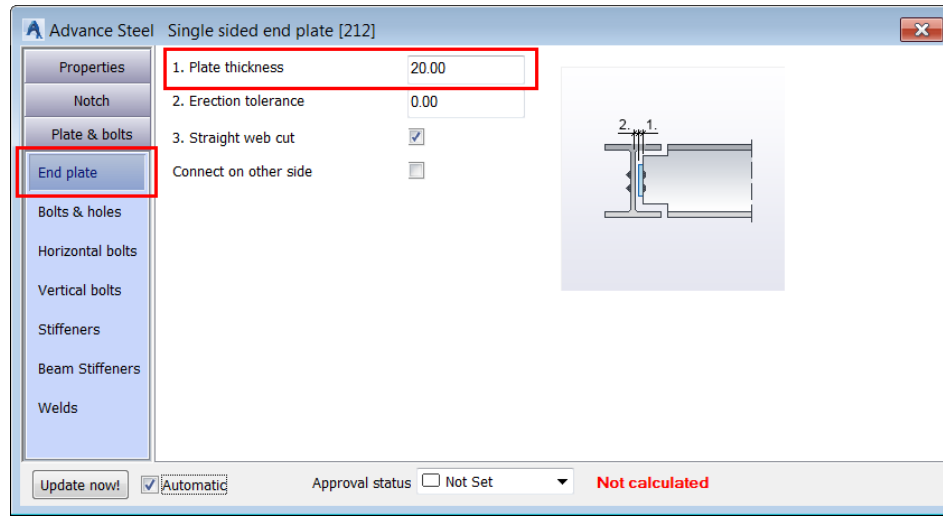 Advance Steel Single sided end plate [212]
Properties
Notch
Plate & bolts
End plate
Bolts & holes
Horizontal bolts
Vertical bolts
Stiffeners
Beam Stiffeners
Welds
1. Plate thickness 20.00
2. Erection tolerance 0.00
3. Straight web cut
Connect on other side
2. 1.
Update now! Automatic Approval status Not Set Not calculated